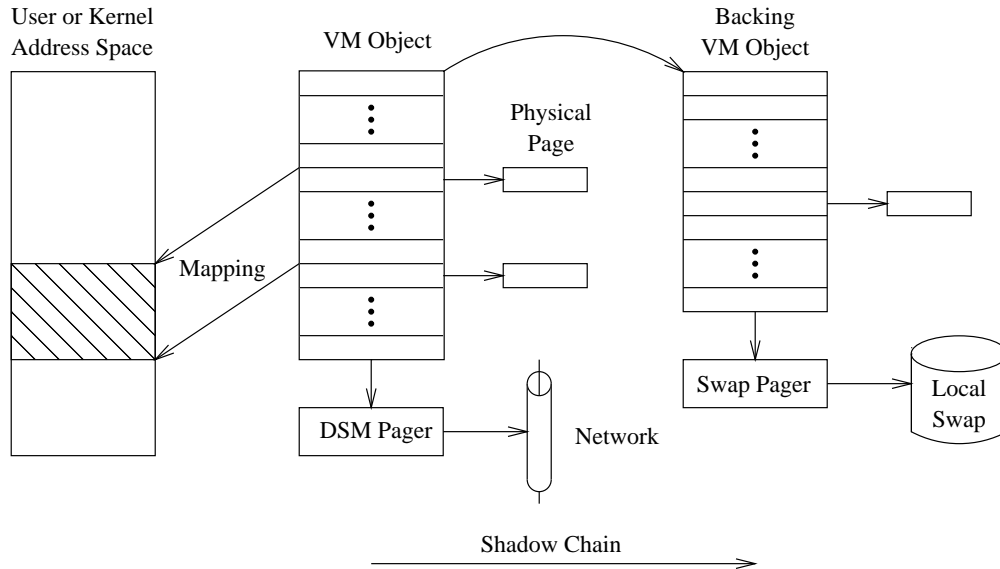 User or Kernel
Address Space
VM Object
Backing
VM Object
Physical
Page
Mapping
DSM Pager
Network
Swap Pager
Local
Swap
Shadow Chain